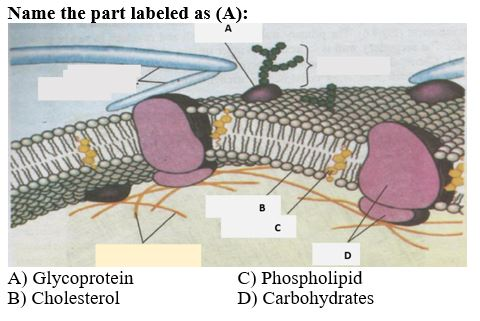 Name the part labeled as (A):
A
B
C
D
A) Glycoprotein
C) Phospholipid
B) Cholesterol
D) Carbohydrates